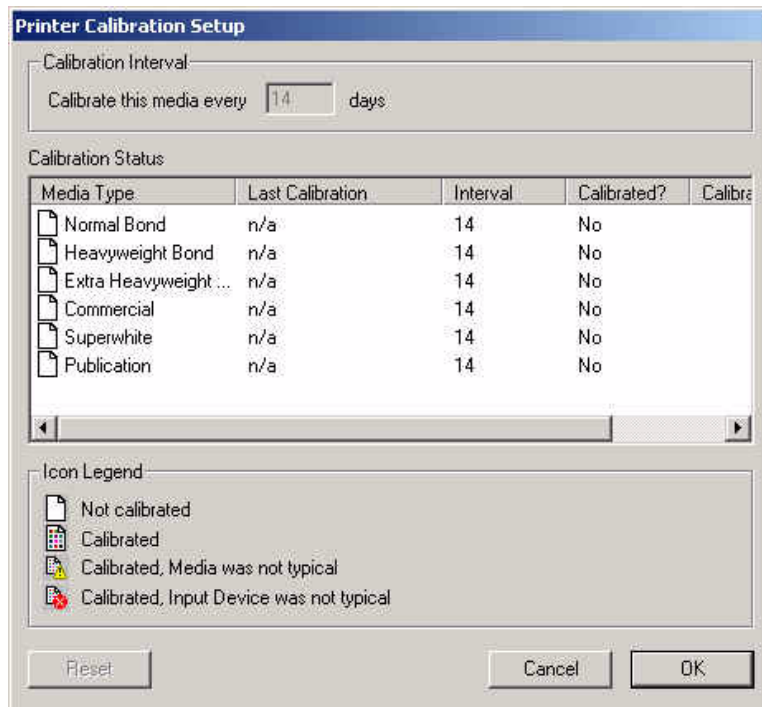 Printer Calibration Setup
Calibration Interval
Calibrate this media every 14 days
Calibration Status
Media Type Last Calibration Interval Calibrated? Calibra
Normal Bond n/a 14 No
Heavyweight Bond n/a 14 No
Extra Heavyweight ... n/a 14 No
Commercial n/a 14 No
Superwhite n/a 14 No
Publication n/a 14 No
Icon Legend
Not calibrated
Calibrated
Calibrated, Media was not typical
Calibrated, Input Device was not typical
Reset Cancel OK